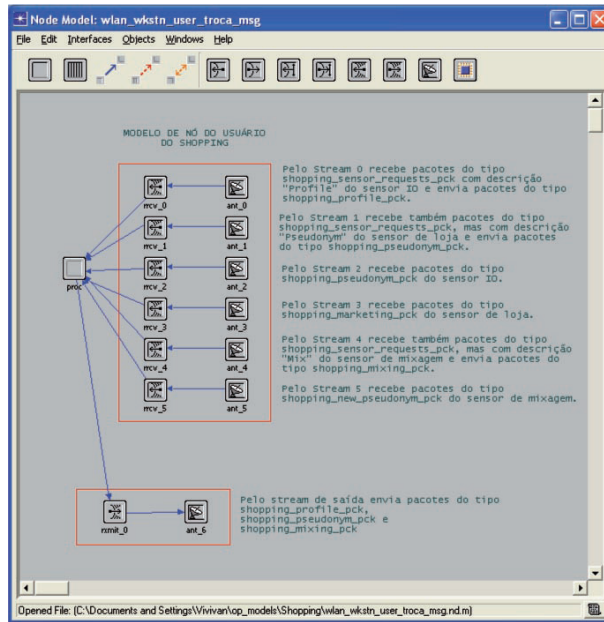 Node Model: wlan_wkstn_user_troca_msg
File Edit Interfaces Objects Windows Help
MODELO DE NÓ DO USUÁRIO
DO SHOPPING
Pelo Stream 0 recebe pacotes do tipo
shopping_sensor_requests_pck com descrição
"Profile" do sensor IO e envia pacotes do tipo
shopping_profile_pck.
rrcv_0 ant_0
Pelo Stream 1 recebe também pacotes do tipo
shopping_sensor_requests_pck, mas com descrição
"Pseudonym" do sensor de loja e envia pacotes
do tipo shopping_pseudonym_pck.
rrcv_1 ant_1
Pelo Stream 2 recebe pacotes do tipo
shopping_pseudonym_pck do sensor IO.
proc rrcv_2 ant_2
Pelo Stream 3 recebe pacotes do tipo
shopping_marketing_pck do sensor de loja.
rrcv_3 ant_3
Pelo Stream 4 recebe também pacotes do tipo
shopping_sensor_requests_pck, mas com descrição
"Mix" do sensor de mixagem e envia pacotes do
tipo shopping_mixing_pck.
rrcv_4 ant_4
Pelo Stream 5 recebe pacotes do tipo
shopping_new_pseudonym_pck do sensor de mixagem.
rrcv_5 ant_5
Pelo stream de saída envia pacotes do tipo
shopping_profile_pck,
shopping_pseudonym_pck e
shopping_mixing_pck
rxmit_0 ant_6
Opened File: (C:\Documents and Settings\Vivivan\op_models\Shopping\wlan_wkstn_user_troca_msg.nd.m)